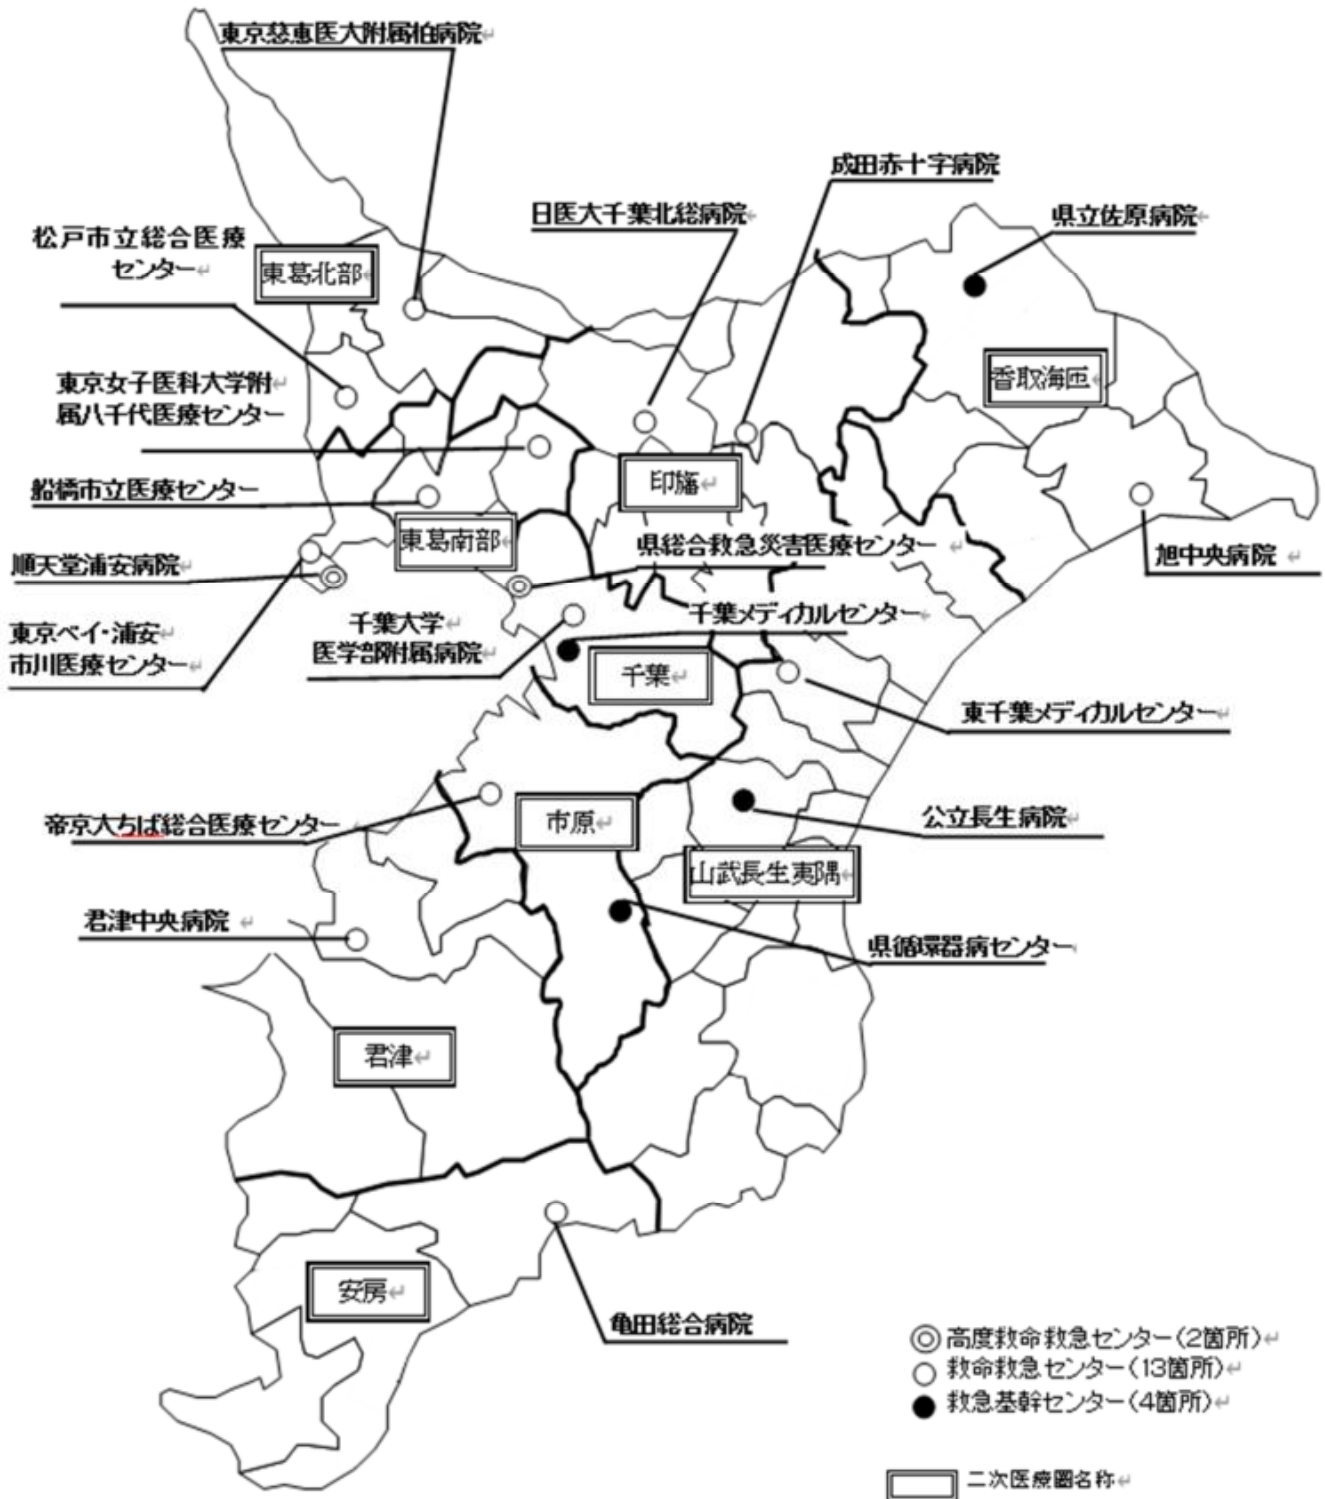 東京慈恵医大附属柏病院
成田赤十字病院
日医大千葉北総病院
県立佐原病院
松戸市立総合医療
センター
東葛北部
東京女子医科大学附
属八千代医療センター
香取海匝
船橋市立医療センター
印旛
東葛南部
県総合救急災害医療センター
旭中央病院
順天堂浦安病院
千葉メディカルセンター
千葉大学
医学部附属病院
東京ベイ・浦安
市川医療センター
千葉
東千葉メディカルセンター
帝京大ちば総合医療センター
市原
公立長生病院
山武長生夷隅
君津中央病院
県循環器病センター
君津
安房
亀田総合病院
◎高度救命救急センター(2箇所)
○ 救命救急センター(13箇所)
● 救急基幹センター(4箇所)
二次医療圏名称